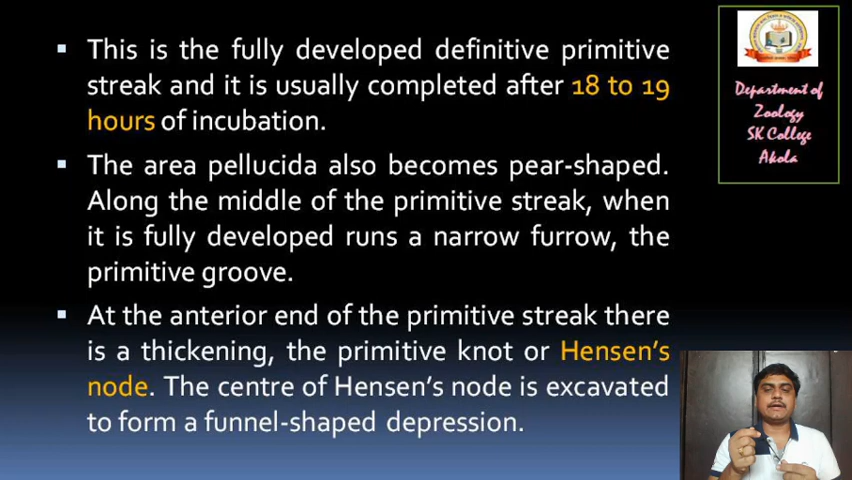 This is the fully developed definitive primitive
streak and it is usually completed after 18 to 19
hours of incubation.
The area pellucida also becomes pear-shaped.
Along the middle of the primitive streak, when
it is fully developed runs a narrow furrow, the
primitive groove.
At the anterior end of the primitive streak there
is a thickening, the primitive knot or Hensen's
node. The centre of Hensen's node is excavated
to form a funnel-shaped depression.
Department of
Zoology
SK College
Akola